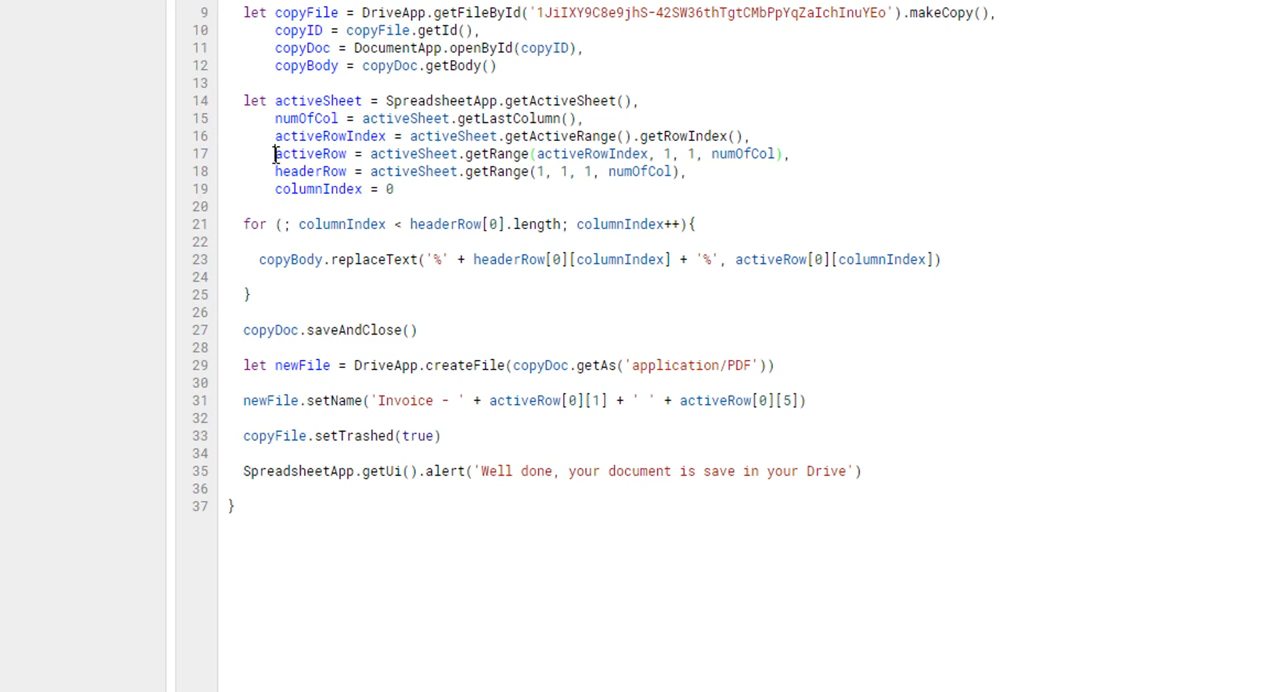 9 let copyFile = DriveApp.getFileById('1JiIXY9C8e9jhS-42SW36thTgtCMbPpYqZaIchInuYEo').makeCopy(),
10 copyID = copyFile.getId(),
11 copyDoc = DocumentApp.openById(copyID),
12 copyBody = copyDoc.getBody()
13
14 let activeSheet = SpreadsheetApp.getActiveSheet(),
15 numOfCol = activeSheet.getLastColumn(),
16 activeRowIndex = activeSheet.getActiveRange().getRowIndex(),
17 activeRow = activeSheet.getRange(activeRowIndex, 1, 1, numOfCol),
18 headerRow = activeSheet.getRange(1, 1, 1, numOfCol),
19 columnIndex = 0
20
21 for (; columnIndex < headerRow[0].length; columnIndex++){
22
23 copyBody.replaceText('%' + headerRow[0][columnIndex] + '%', activeRow[0][columnIndex])
24
25 }
26
27 copyDoc.saveAndClose()
28
29 let newFile = DriveApp.createFile(copyDoc.getAs('application/PDF'))
30
31 newFile.setName('Invoice - ' + activeRow[0][1] + ' ' + activeRow[0][5])
32
33 copyFile.setTrashed(true)
34
35 SpreadsheetApp.getUi().alert('Well done, your document is save in your Drive')
36
37 }